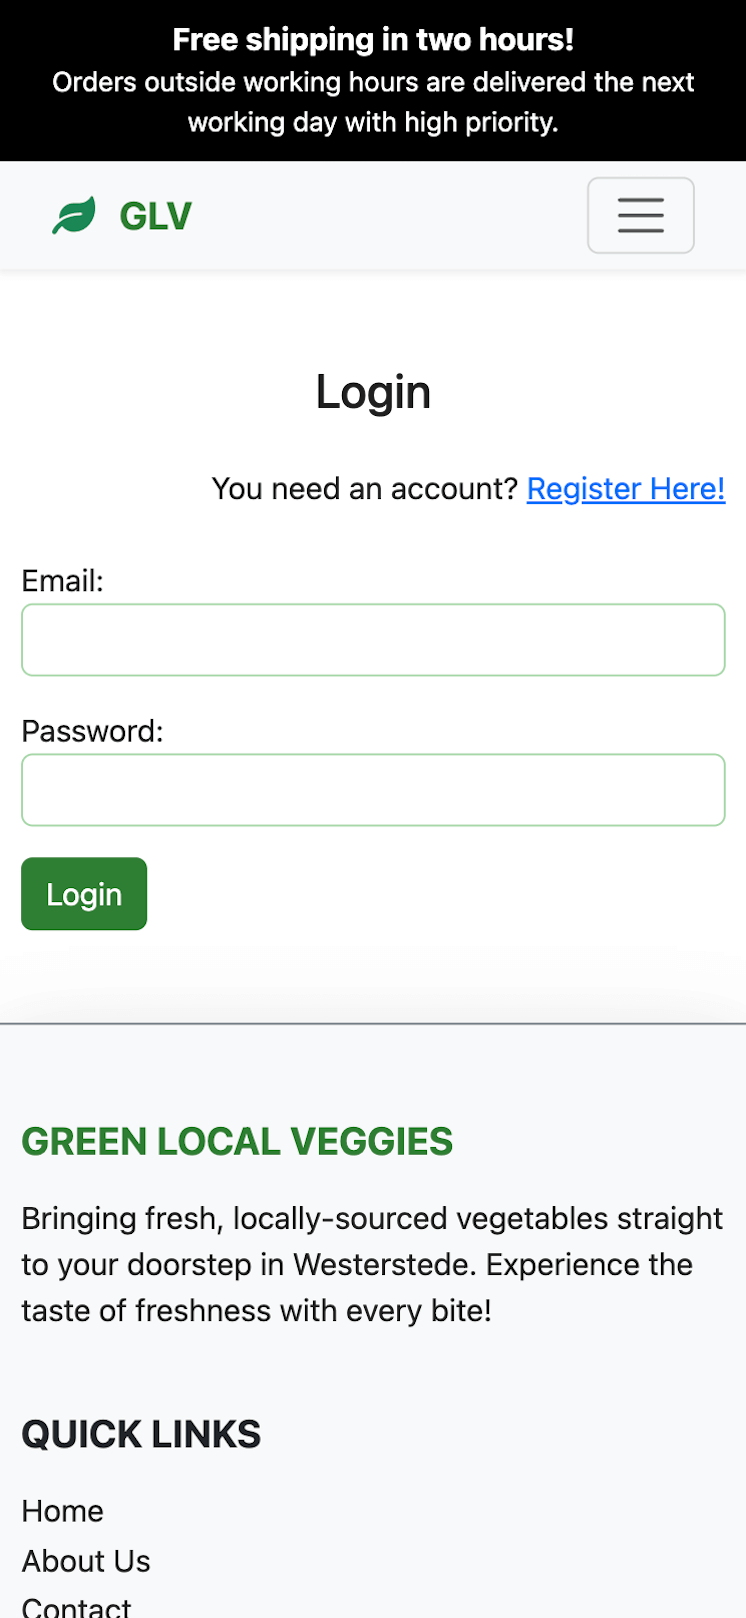 Free shipping in two hours!
Orders outside working hours are delivered the next
working day with high priority.
GLV
Login
You need an account? Register Here!
Email:
Password:
Login
GREEN LOCAL VEGGIES
Bringing fresh, locally-sourced vegetables straight
to your doorstep in Westerstede. Experience the
taste of freshness with every bite!
QUICK LINKS
Home
About Us
Contact